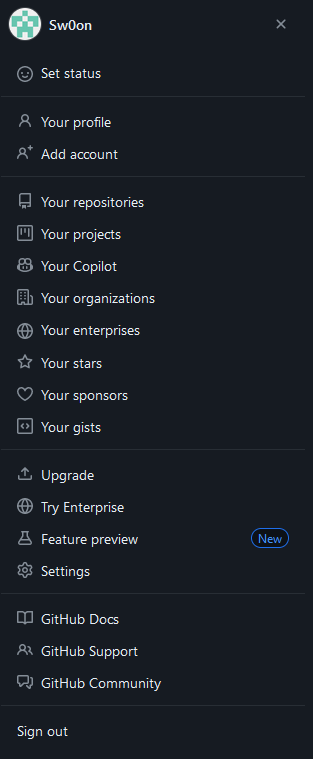 Sw0on
Set status
Your profile
Add account
Your repositories
Your projects
Your Copilot
Your organizations
Your enterprises
Your stars
Your sponsors
Your gists
Upgrade
Try Enterprise
Feature preview New
Settings
GitHub Docs
GitHub Support
GitHub Community
Sign out